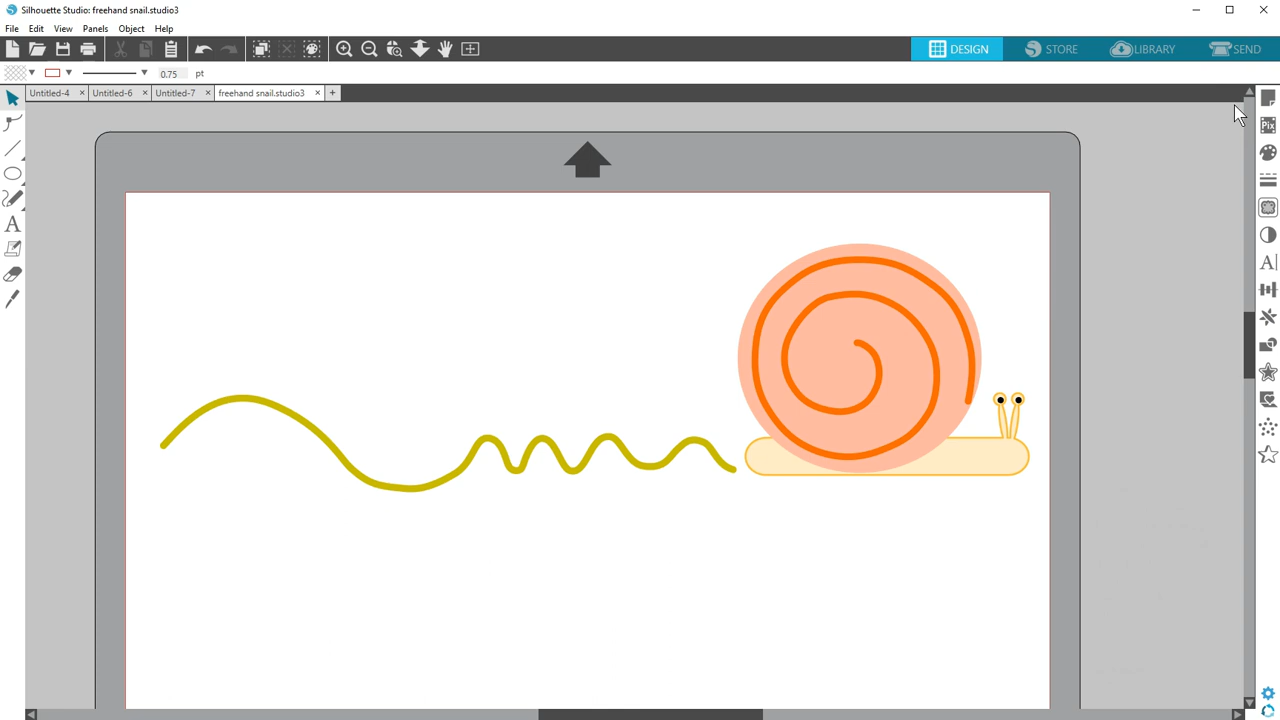 Silhouette Studio: freehand snail.studio3
File Edit View Panels Object Help
DESIGN STORE LIBRARY SEND
0.75 pt
Untitled-4 × Untitled-6 × Untitled-7 × freehand snail.studio3 × +
Pix
A
A